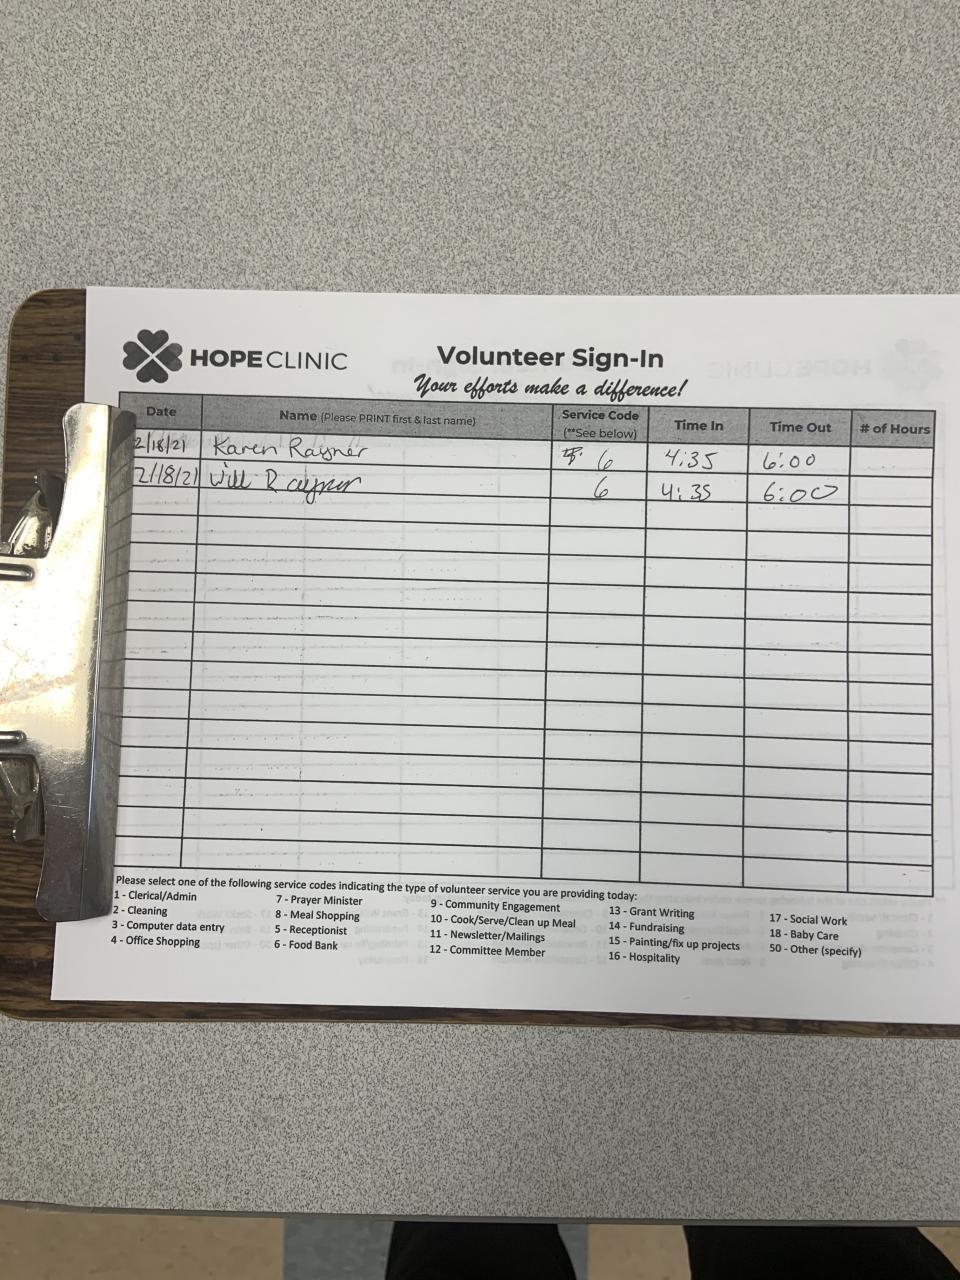 HOPE CLINIC
Volunteer Sign-In
Your efforts make a difference!
Date Name (Please PRINT first & last name) Service Code (**See below) Time In Time Out # of Hours
2/18/21 Karen Raynor 6 4:35 6:00
2/18/21 Will Raynor 6 4:35 6:00
Please select one of the following service codes indicating the type of volunteer service you are providing today:
1 - Clerical/Admin 7 - Prayer Minister 9 - Community Engagement 13 - Grant Writing 17 - Social Work
2 - Cleaning 8 - Meal Shopping 10 - Cook/Serve/Clean up Meal 14 - Fundraising 18 - Baby Care
3 - Computer data entry 5 - Receptionist 11 - Newsletter/Mailings 15 - Painting/fix up projects 50 - Other (specify)
4 - Office Shopping 6 - Food Bank 12 - Committee Member 16 - Hospitality